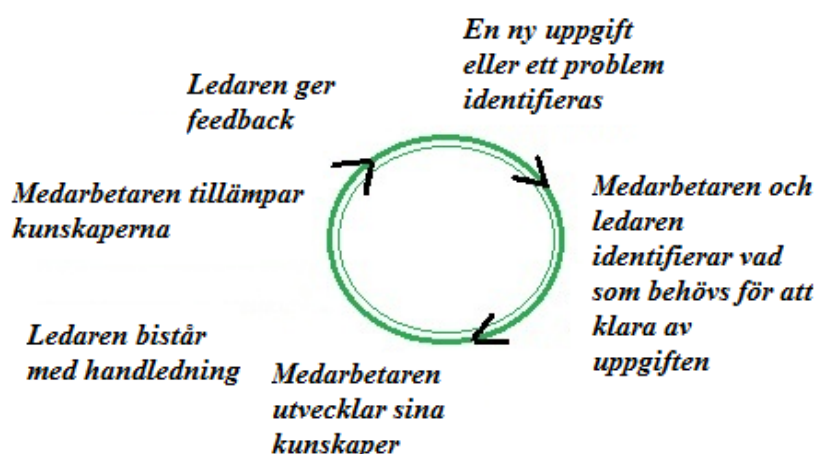 En ny uppgift
eller ett problem
identifieras
Medarbetaren och
ledaren
identifierar vad
som behövs för att
klara av
uppgiften
Medarbetaren
utvecklar sina
kunskaper
Ledaren bistår
med handledning
Medarbetaren tillämpar
kunskaperna
Ledaren ger
feedback